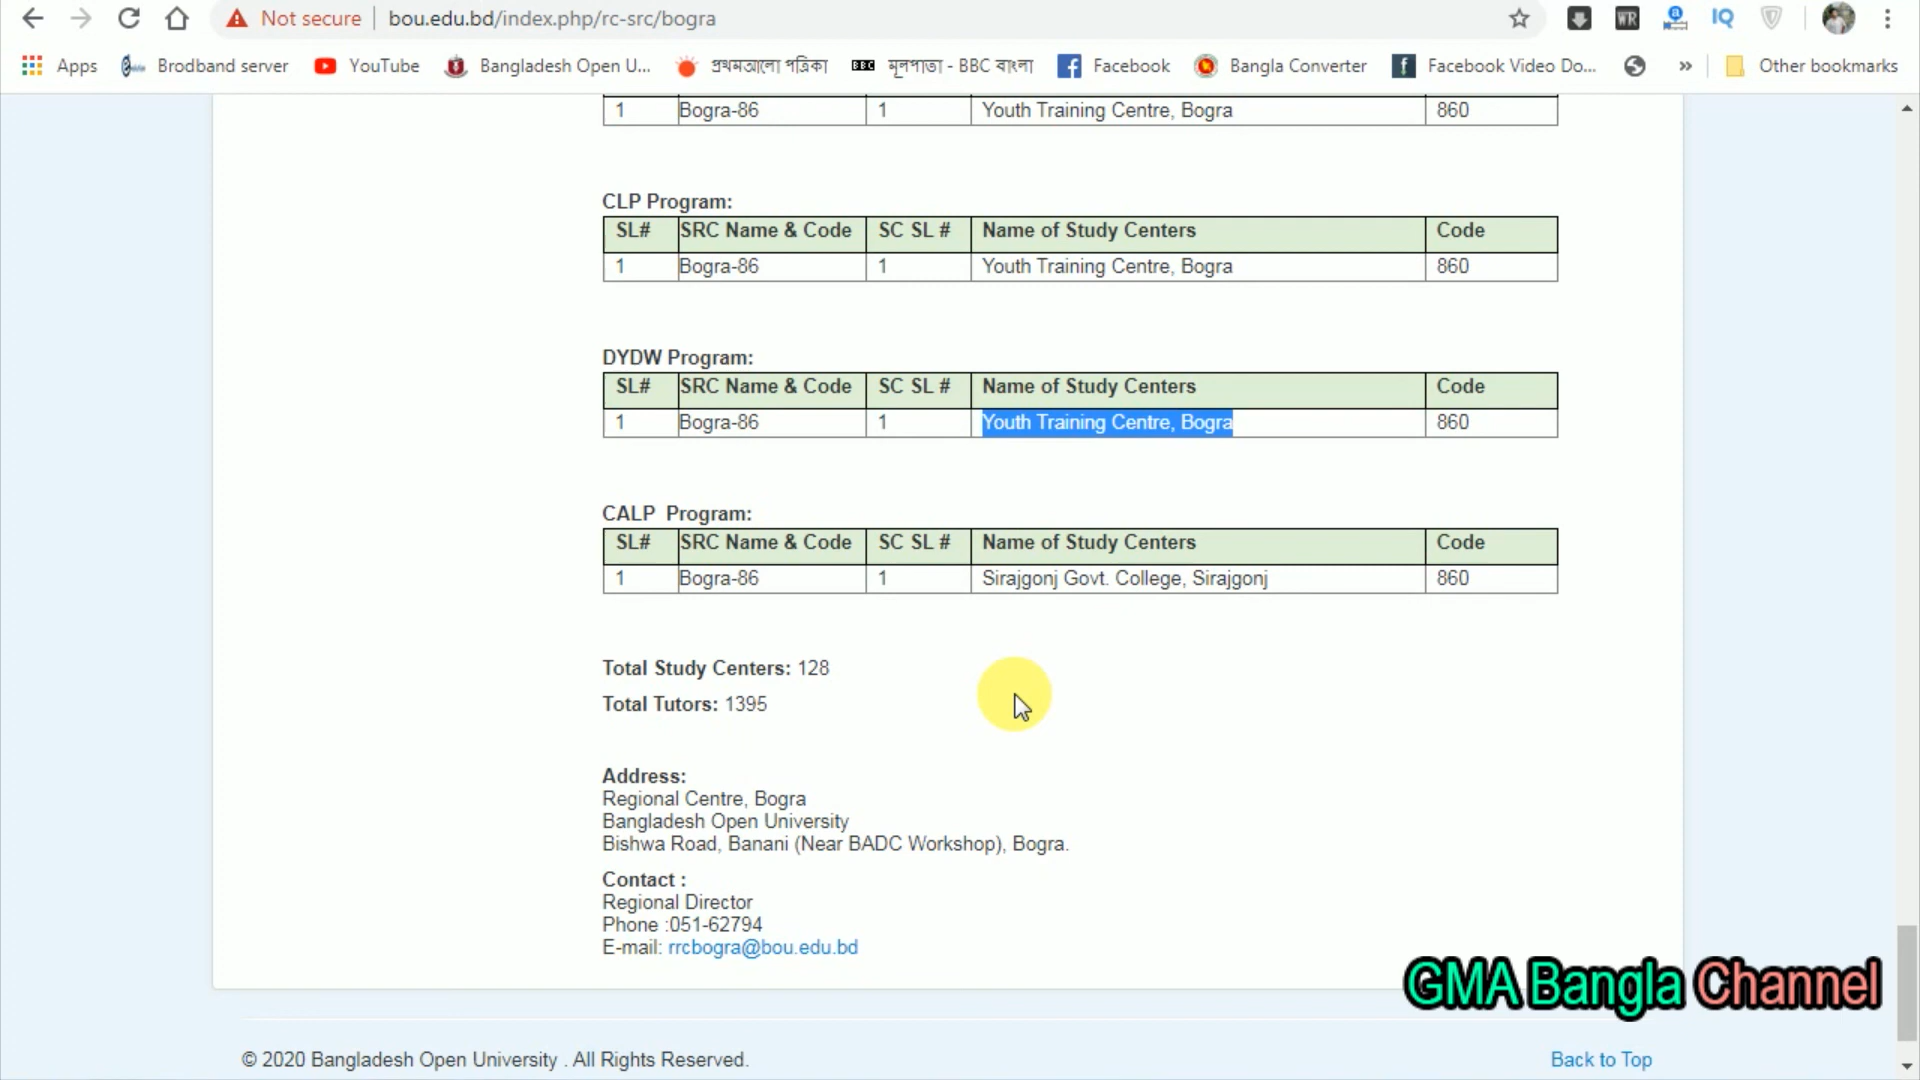 Not secure bou.edu.bd/index.php/rc-src/bogra WR a IQ
Apps Brodband server YouTube Bangladesh Open U... প্রথমআলো পত্রিকা BBC মূলপাতা - BBC বাংলা Facebook Bangla Converter Facebook Video Do... » Other bookmarks
1 Bogra-86 1 Youth Training Centre, Bogra 860
CLP Program:
SL# SRC Name & Code SC SL # Name of Study Centers Code
1 Bogra-86 1 Youth Training Centre, Bogra 860
DYDW Program:
SL# SRC Name & Code SC SL # Name of Study Centers Code
1 Bogra-86 1 Youth Training Centre, Bogra 860
CALP Program:
SL# SRC Name & Code SC SL # Name of Study Centers Code
1 Bogra-86 1 Sirajgonj Govt. College, Sirajgonj 860
Total Study Centers: 128
Total Tutors: 1395
Address:
Regional Centre, Bogra
Bangladesh Open University
Bishwa Road, Banani (Near BADC Workshop), Bogra.
Contact :
Regional Director
Phone :051-62794
E-mail: rrcbogra@bou.edu.bd
GMA Bangla Channel
© 2020 Bangladesh Open University . All Rights Reserved. Back to Top